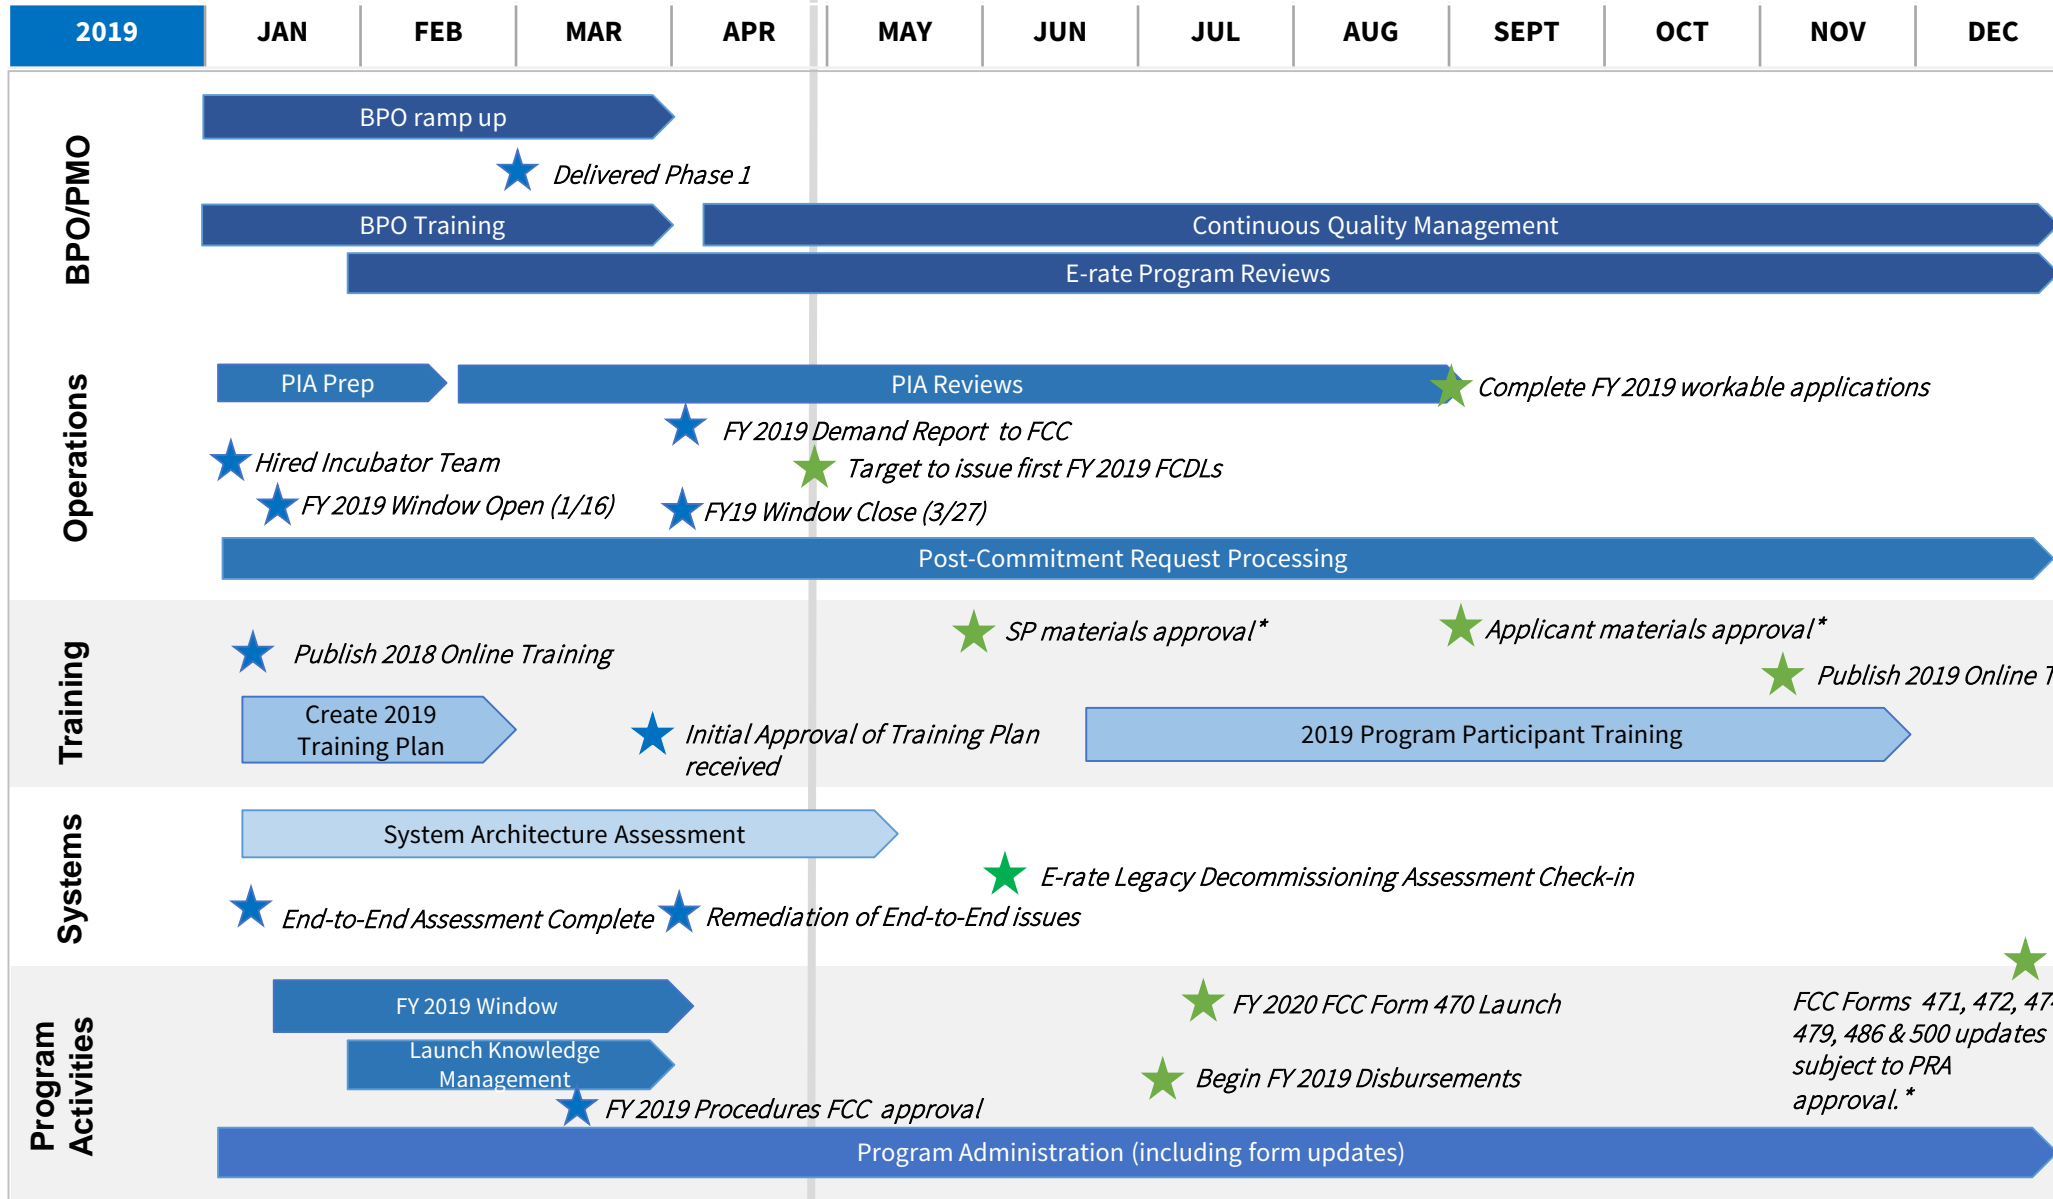 2019 JAN FEB MAR APR MAY JUN JUL AUG SEPT OCT NOV DEC
BPO/PMO
BPO ramp up
Delivered Phase 1
BPO Training
Continuous Quality Management
E-rate Program Reviews
Operations
PIA Prep
PIA Reviews
Complete FY 2019 workable applications
FY 2019 Demand Report to FCC
Hired Incubator Team
Target to issue first FY 2019 FCDLs
FY 2019 Window Open (1/16)
FY19 Window Close (3/27)
Post-Commitment Request Processing
Training
SP materials approval*
Applicant materials approval*
Publish 2018 Online Training
Publish 2019 Online T
Create 2019
Training Plan
Initial Approval of Training Plan
received
2019 Program Participant Training
Systems
System Architecture Assessment
E-rate Legacy Decommissioning Assessment Check-in
End-to-End Assessment Complete
Remediation of End-to-End issues
Program
Activities
FY 2019 Window
FY 2020 FCC Form 470 Launch
Launch Knowledge
Management
Begin FY 2019 Disbursements
FCC Forms 471, 472, 47
479, 486 & 500 updates
subject to PRA
approval.*
FY 2019 Procedures FCC approval
Program Administration (including form updates)